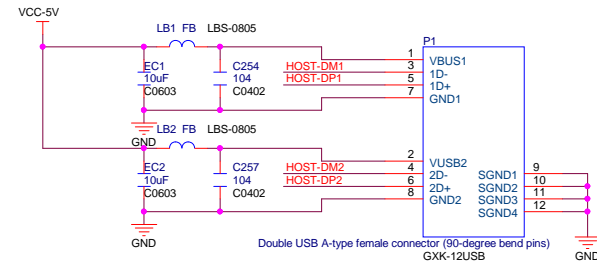 VCC-5V
LB1 FB LBS-0805
P1
EC1
10uF
C0603
C254
104
C0402
HOST-DM1
HOST-DP1
1
3
5
7
VBUS1
1D-
1D+
GND1
GND
LB2 FB LBS-0805
EC2
10uF
C0603
C257
104
C0402
HOST-DM2
HOST-DP2
2
4
6
8
VUSB2
2D-
2D+
GND2
SGND1
SGND2
SGND3
SGND4
9
10
11
12
GND
Double USB A-type female connector (90-degree bend pins)
GXK-12USB
GND